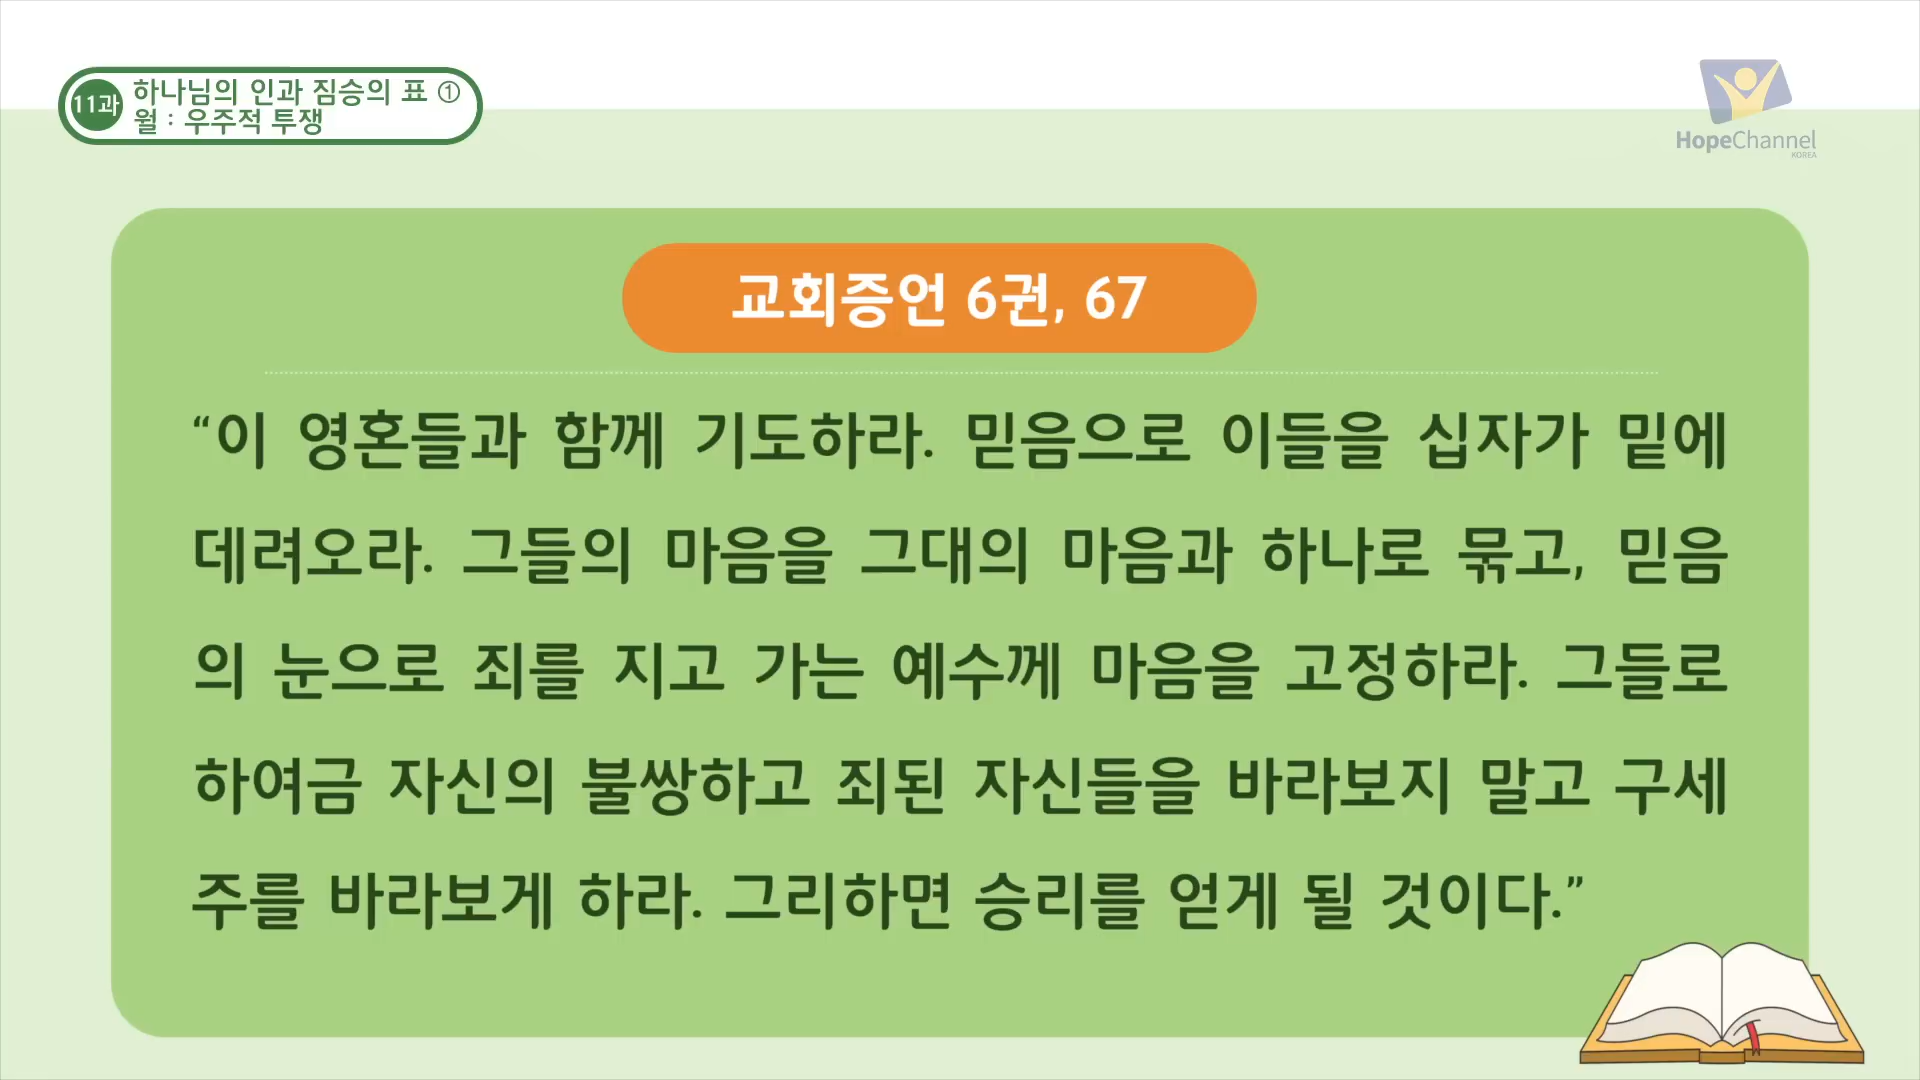 11과
하나님의 인과 짐승의 표 ①
월 : 우주적 투쟁
HopeChannel
KOREA
교회증언 6권, 67
“이 영혼들과 함께 기도하라. 믿음으로 이들을 십자가 밑에
데려오라. 그들의 마음을 그대의 마음과 하나로 묶고, 믿음
의 눈으로 죄를 지고 가는 예수께 마음을 고정하라. 그들로
하여금 자신의 불쌍하고 죄된 자신들을 바라보지 말고 구세
주를 바라보게 하라. 그리하면 승리를 얻게 될 것이다.”